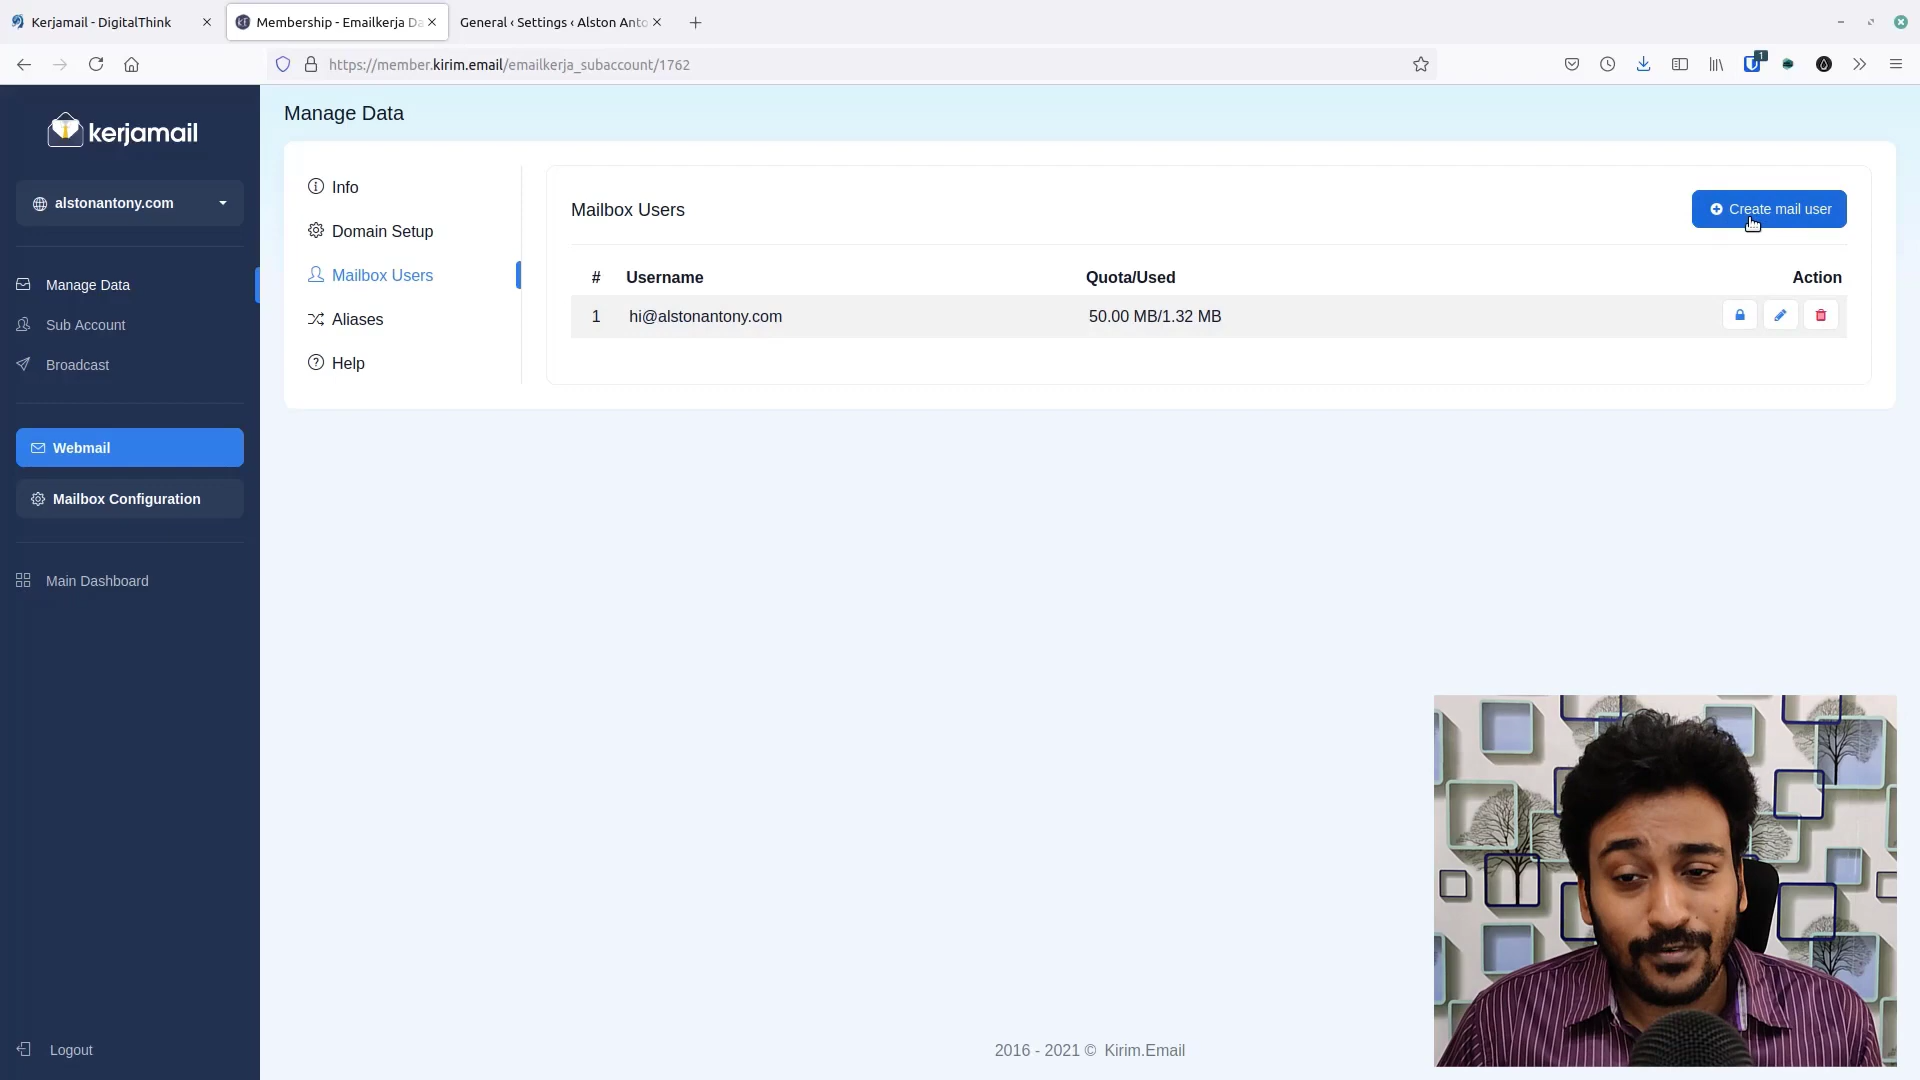 Kerjamail - DigitalThink
Membership - Emailkerja Da
General ‹ Settings ‹ Alston Anto
https://member.kirim.email/emailkerja_subaccount/1762
1
kerjamail
alstonantony.com
Manage Data
Sub Account
Broadcast
Webmail
Mailbox Configuration
Main Dashboard
Logout
Manage Data
Info
Domain Setup
Mailbox Users
Aliases
Help
Mailbox Users
Create mail user
# Username Quota/Used Action
1 hi@alstonantony.com 50.00 MB/1.32 MB
2016 - 2021 © Kirim.Email